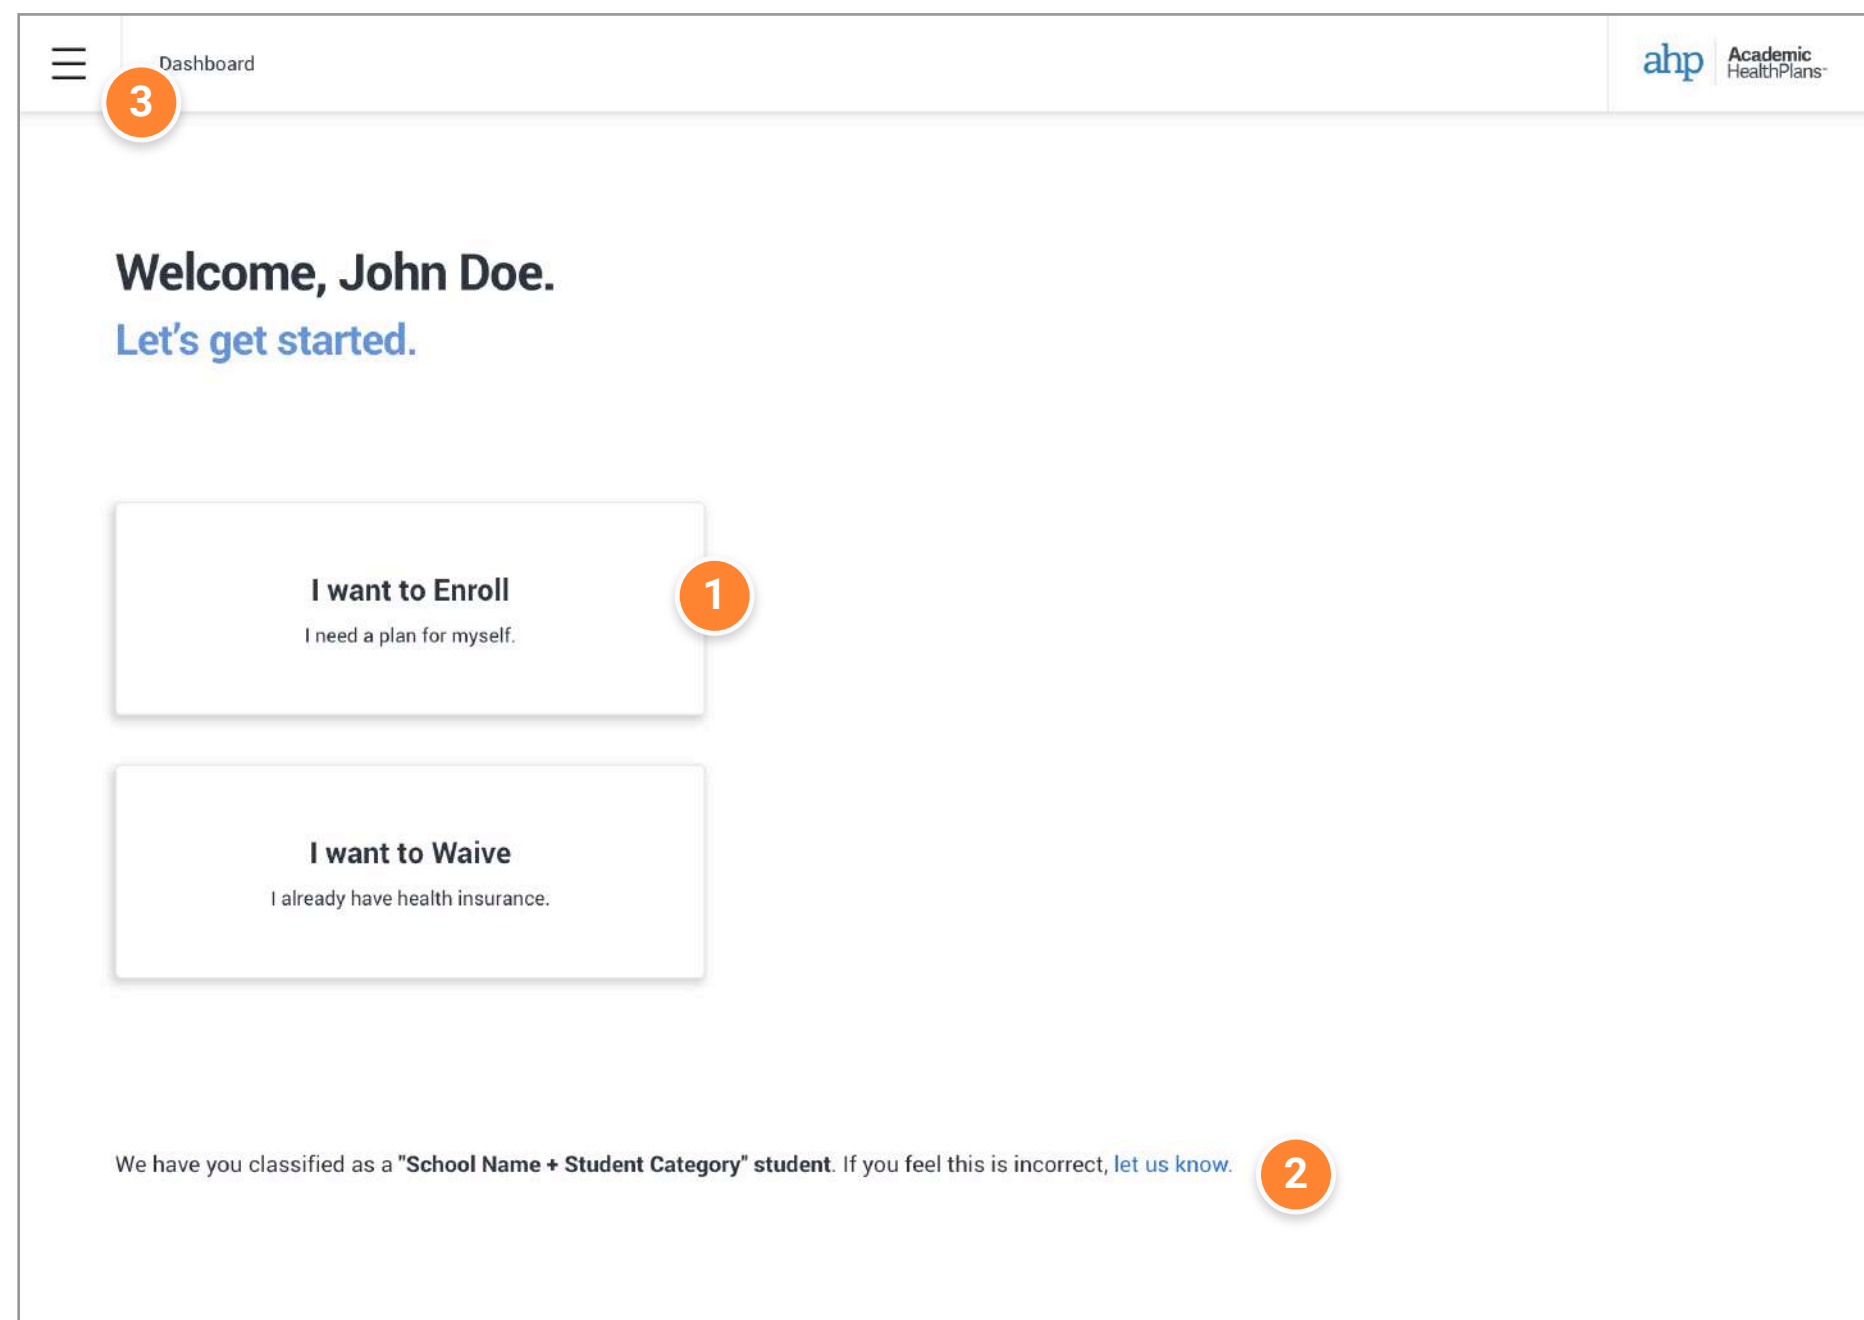 Dashboard
ahp Academic
HealthPlans
3
Welcome, John Doe.
Let's get started.
I want to Enroll
1
I need a plan for myself.
I want to Waive
I already have health insurance.
We have you classified as a "School Name + Student Category" student. If you feel this is incorrect, let us know.
2